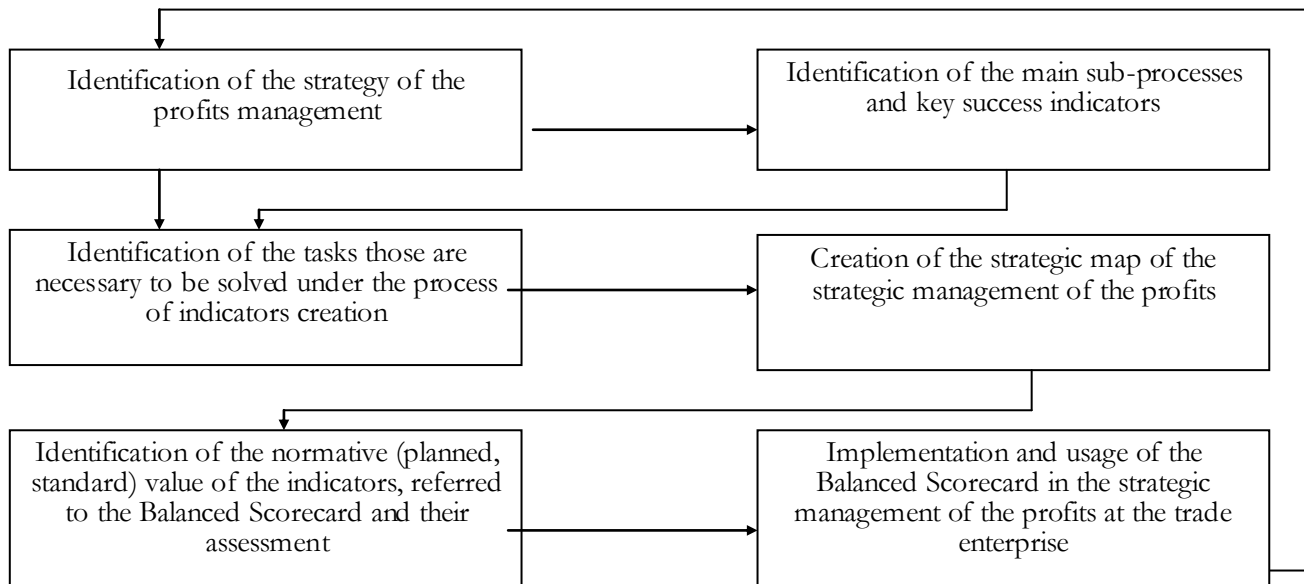 Identification of the strategy of the
profits management
Identification of the main sub-processes
and key success indicators
Identification of the tasks those are
necessary to be solved under the process
of indicators creation
Creation of the strategic map of the
strategic management of the profits
Identification of the normative (planned,
standard) value of the indicators, referred
to the Balanced Scorecard and their
assessment
Implementation and usage of the
Balanced Scorecard in the strategic
management of the profits at the trade
enterprise